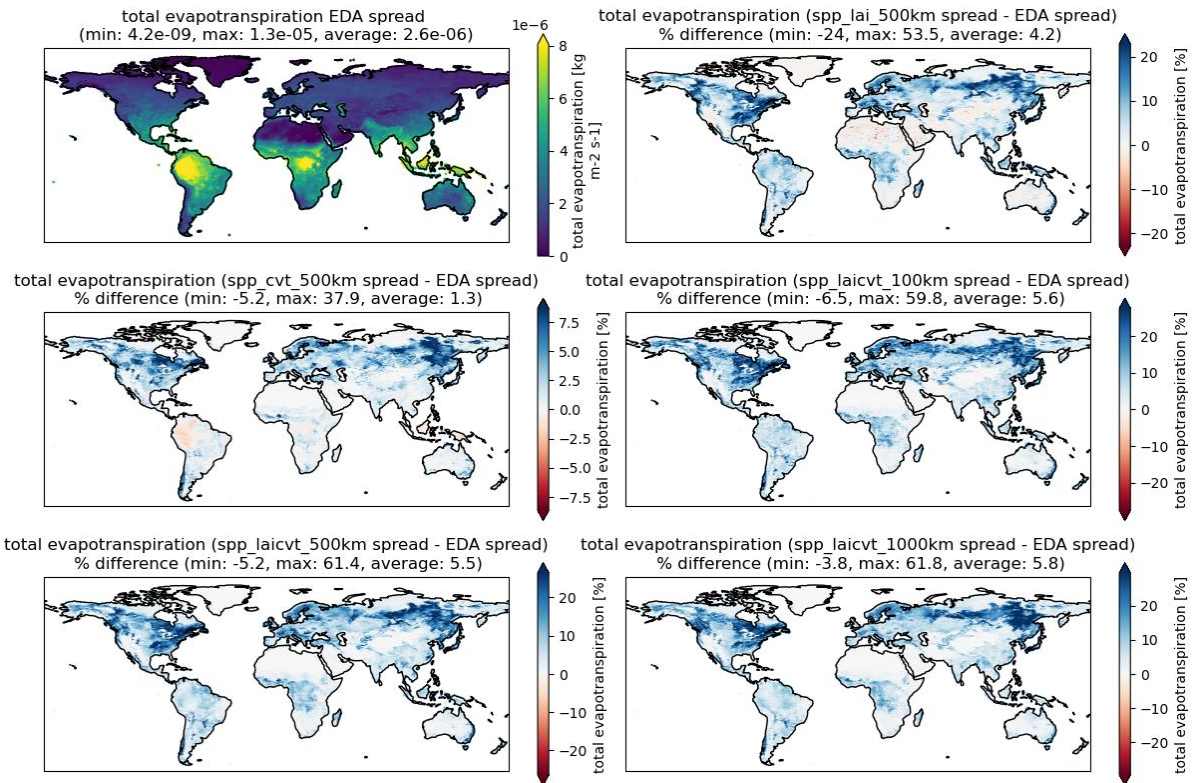 total evapotranspiration EDA spread
(min: 4.2e-09, max: 1.3e-05, average: 2.6e-06)
1e−6
8
6
4
2
0
total evapotranspiration [kg
m-2 s-1]
total evapotranspiration (spp_lai_500km spread - EDA spread)
% difference (min: -24, max: 53.5, average: 4.2)
20
10
0
−10
−20
total evapotranspiration [%]
total evapotranspiration (spp_cvt_500km spread - EDA spread)
% difference (min: -5.2, max: 37.9, average: 1.3)
7.5
5.0
2.5
0.0
−2.5
−5.0
−7.5
total evapotranspiration [%]
total evapotranspiration (spp_laicvt_100km spread - EDA spread)
% difference (min: -6.5, max: 59.8, average: 5.6)
20
10
0
−10
−20
total evapotranspiration [%]
total evapotranspiration (spp_laicvt_500km spread - EDA spread)
% difference (min: -5.2, max: 61.4, average: 5.5)
20
10
0
−10
−20
total evapotranspiration [%]
total evapotranspiration (spp_laicvt_1000km spread - EDA spread)
% difference (min: -3.8, max: 61.8, average: 5.8)
20
10
0
−10
−20
total evapotranspiration [%]